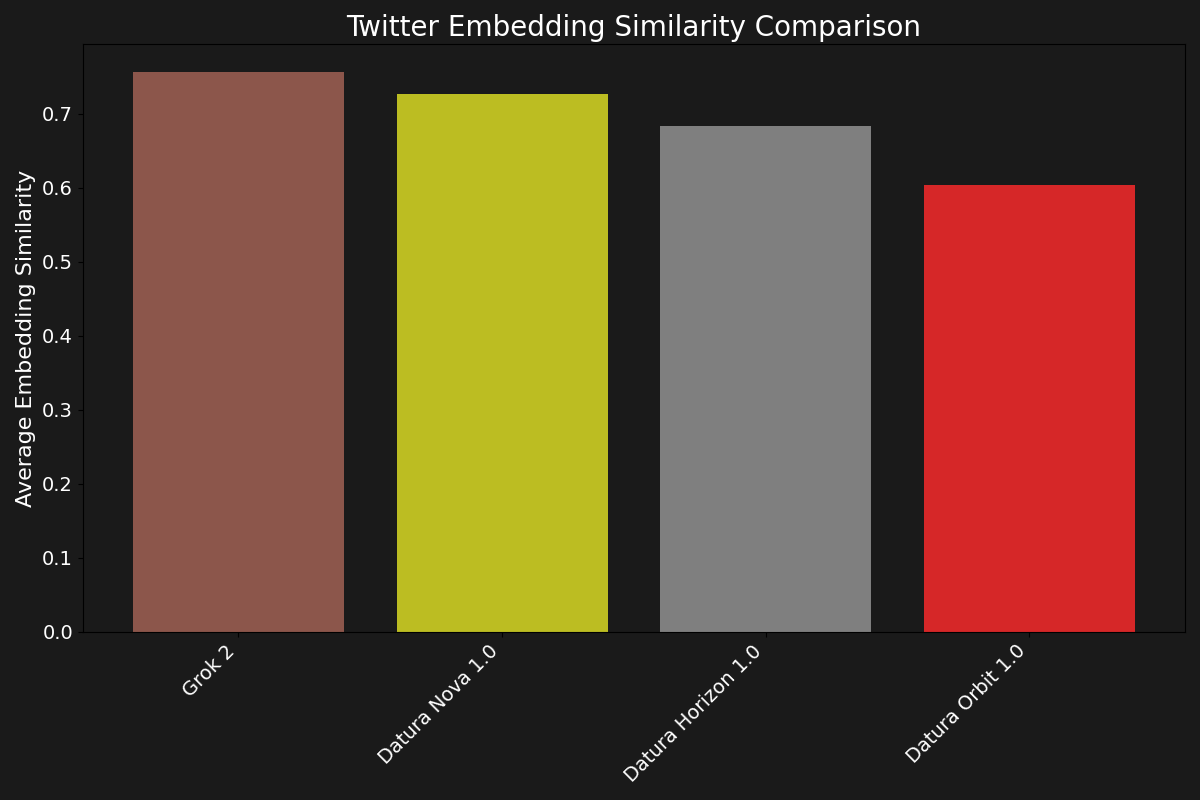 Twitter Embedding Similarity Comparison
Average Embedding Similarity
0.7
0.6
0.5
0.4
0.3
0.2
0.1
0.0
Grok 2
Datura Nova 1.0
Datura Horizon 1.0
Datura Orbit 1.0